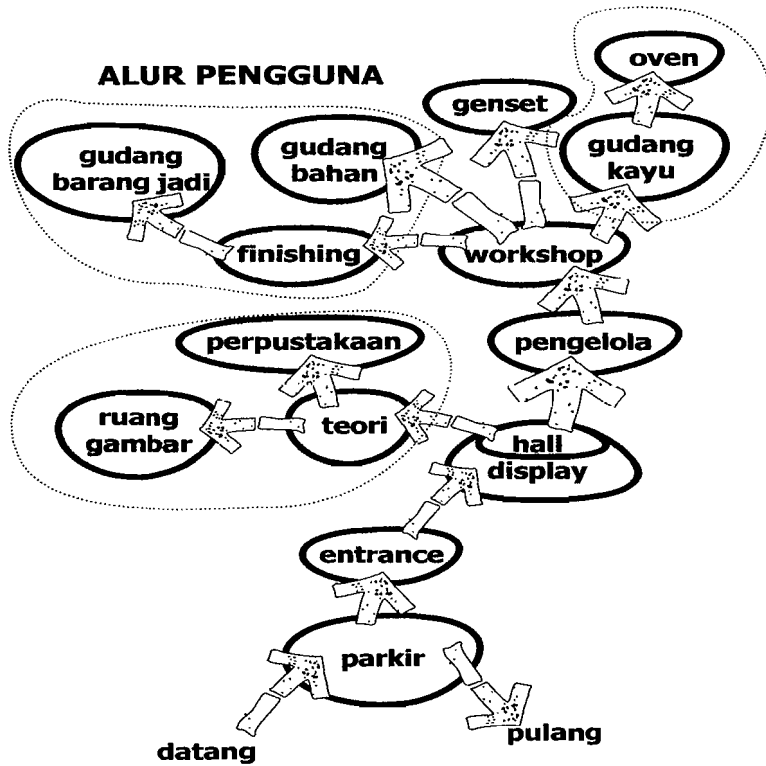 oven
ALUR PENGGUNA
genset
gudang
barang jadi
gudang
bahan
gudang
kayu
finishing
workshop
perpustakaan
pengelola
ruang
gambar
teori
hall
display
entrance
parkir
datang
pulang